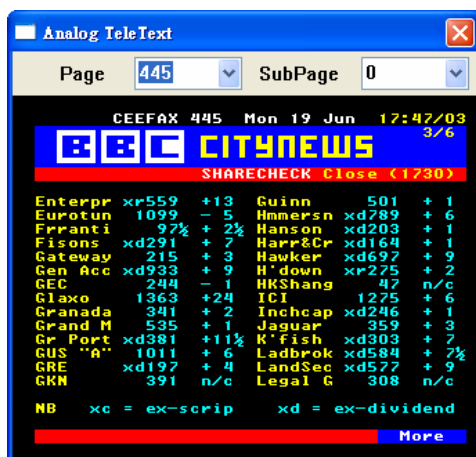 Analog TeleText
Page 445 SubPage 0
CEEFAX 445 Mon 19 Jun 17:47/03
3/6
BBC CITYNEWS
SHARECHECK Close (1730)
Enterpr xr559 +13 Guinn 501 + 1
Eurotun 1099 - 5 Hmmersn xd789 + 6
Frranti 97½ + 2½ Hanson xd203 + 1
Fisons xd291 + 7 Harr&Cr xd164 + 1
Gateway 215 + 3 Hawker xd697 + 9
Gen Acc xd933 + 9 H'down xr275 + 2
GEC 244 - 1 HKShang 47 n/c
Glaxo 1363 +24 ICI 1275 + 6
Granada 341 + 2 Inchcap xd246 + 1
Grand M 535 + 1 Jaguar 359 + 3
Gr Port xd381 +11½ K'fish xd303 + 7
GUS "A" 1011 + 6 Ladbrok xd584 + 7½
GRE xd197 + 4 LandSec xd577 + 9
GKN 391 n/c Legal G 308 n/c
NB xc = ex-scrip xd = ex-dividend
More